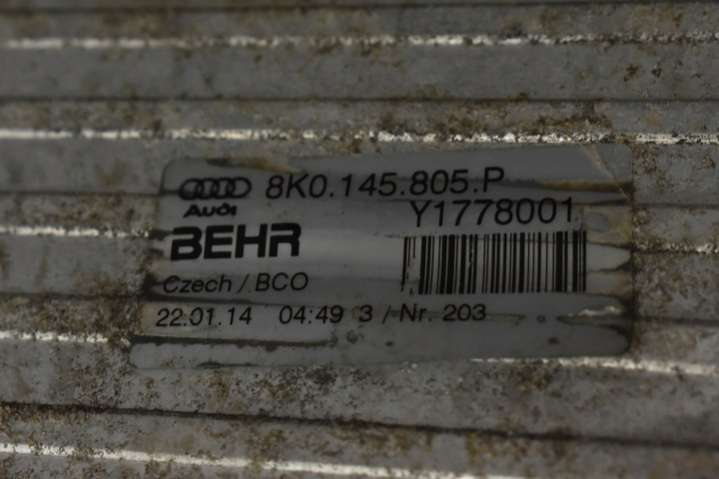 8K0.145.805.P
Audi
Y1778001
BEHR
Czech / BCO
22.01.14 04:49 3 / Nr. 203